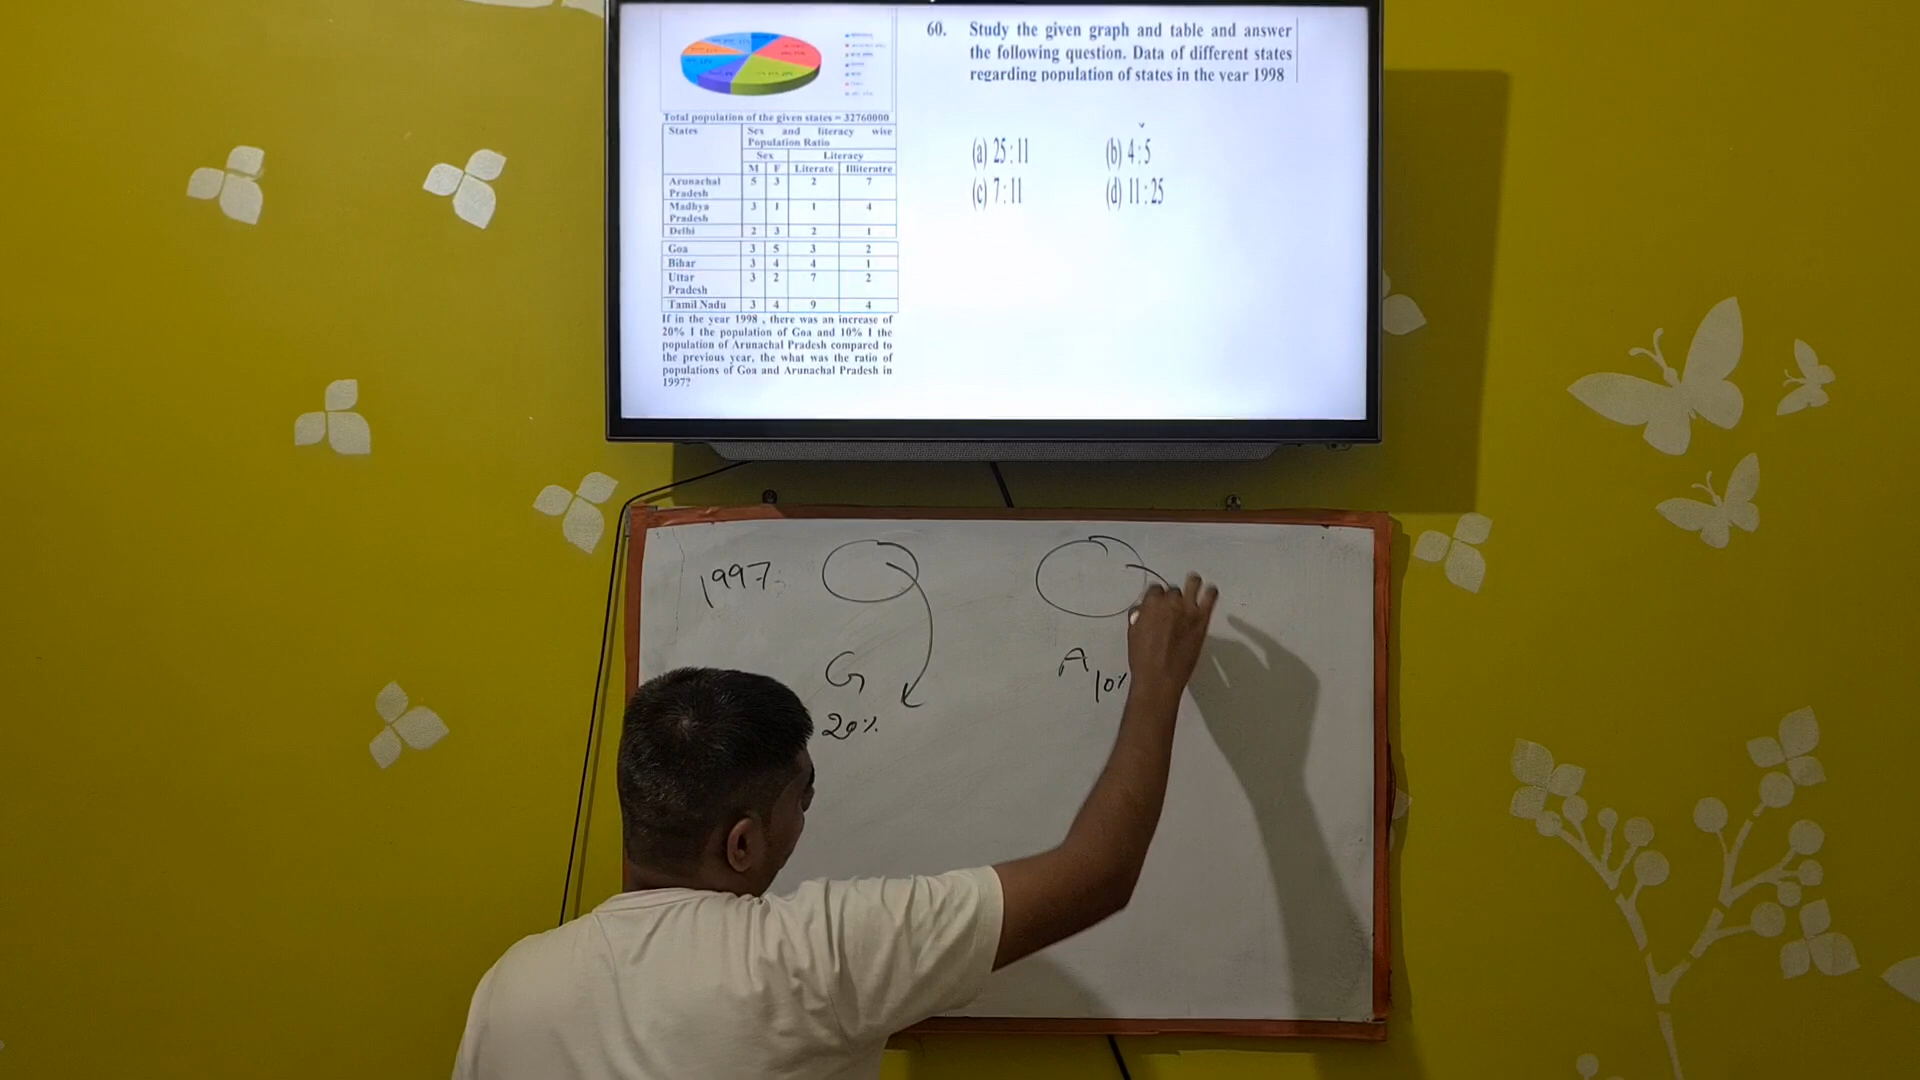 Total population of the given states = 32760000
States Sex and literacy wise Population Ratio
Sex Literacy
M F Literate Illiteratre
Arunachal Pradesh 5 3 2 7
Madhya Pradesh 3 1 1 4
Delhi 2 3 2 1
Goa 3 5 3 2
Bihar 3 4 4 1
Uttar Pradesh 3 2 7 2
Tamil Nadu 3 4 9 4
If in the year 1998 , there was an increase of
20% I the population of Goa and 10% I the
population of Arunachal Pradesh compared to
the previous year, the what was the ratio of
populations of Goa and Arunachal Pradesh in
1997?
60. Study the given graph and table and answer
the following question. Data of different states
regarding population of states in the year 1998
(a) 25 : 11 (b) 4 : 5
(c) 7 : 11 (d) 11 : 25
1997
G A
20% 10%